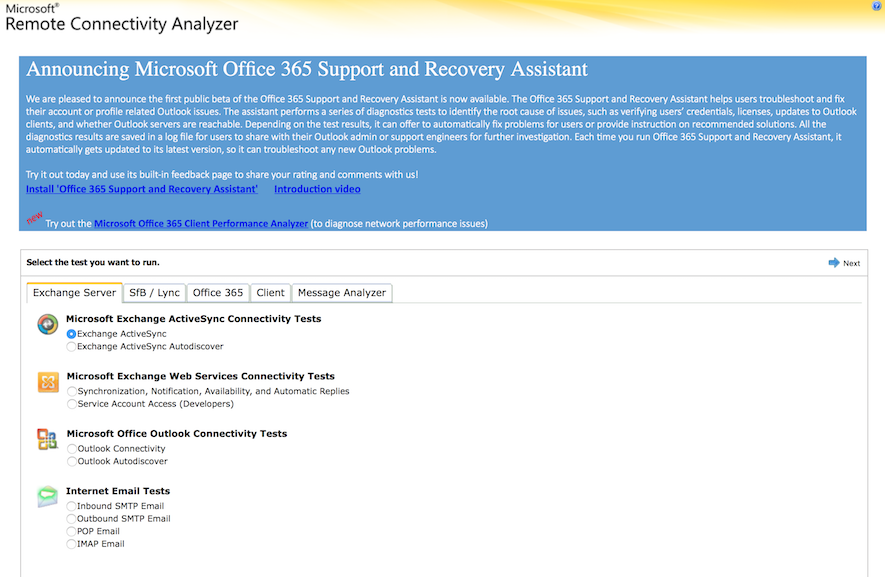 Microsoft®
Remote Connectivity Analyzer
Announcing Microsoft Office 365 Support and Recovery Assistant
We are pleased to announce the first public beta of the Office 365 Support and Recovery Assistant is now available. The Office 365 Support and Recovery Assistant helps users troubleshoot and fix
their account or profile related Outlook issues. The assistant performs a series of diagnostics tests to identify the root cause of issues, such as verifying users' credentials, licenses, updates to Outlook
clients, and whether Outlook servers are reachable. Depending on the test results, it can offer to automatically fix problems for users or provide instruction on recommended solutions. All the
diagnostics results are saved in a log file for users to share with their Outlook admin or support engineers for further investigation. Each time you run Office 365 Support and Recovery Assistant, it
automatically gets updated to its latest version, so it can troubleshoot any new Outlook problems.
Try it out today and use its built-in feedback page to share your rating and comments with us!
Install 'Office 365 Support and Recovery Assistant' Introduction video
new Try out the Microsoft Office 365 Client Performance Analyzer (to diagnose network performance issues)
Select the test you want to run. Next
Exchange Server SfB / Lync Office 365 Client Message Analyzer
Microsoft Exchange ActiveSync Connectivity Tests
Exchange ActiveSync
Exchange ActiveSync Autodiscover
Microsoft Exchange Web Services Connectivity Tests
Synchronization, Notification, Availability, and Automatic Replies
Service Account Access (Developers)
Microsoft Office Outlook Connectivity Tests
Outlook Connectivity
Outlook Autodiscover
Internet Email Tests
Inbound SMTP Email
Outbound SMTP Email
POP Email
IMAP Email